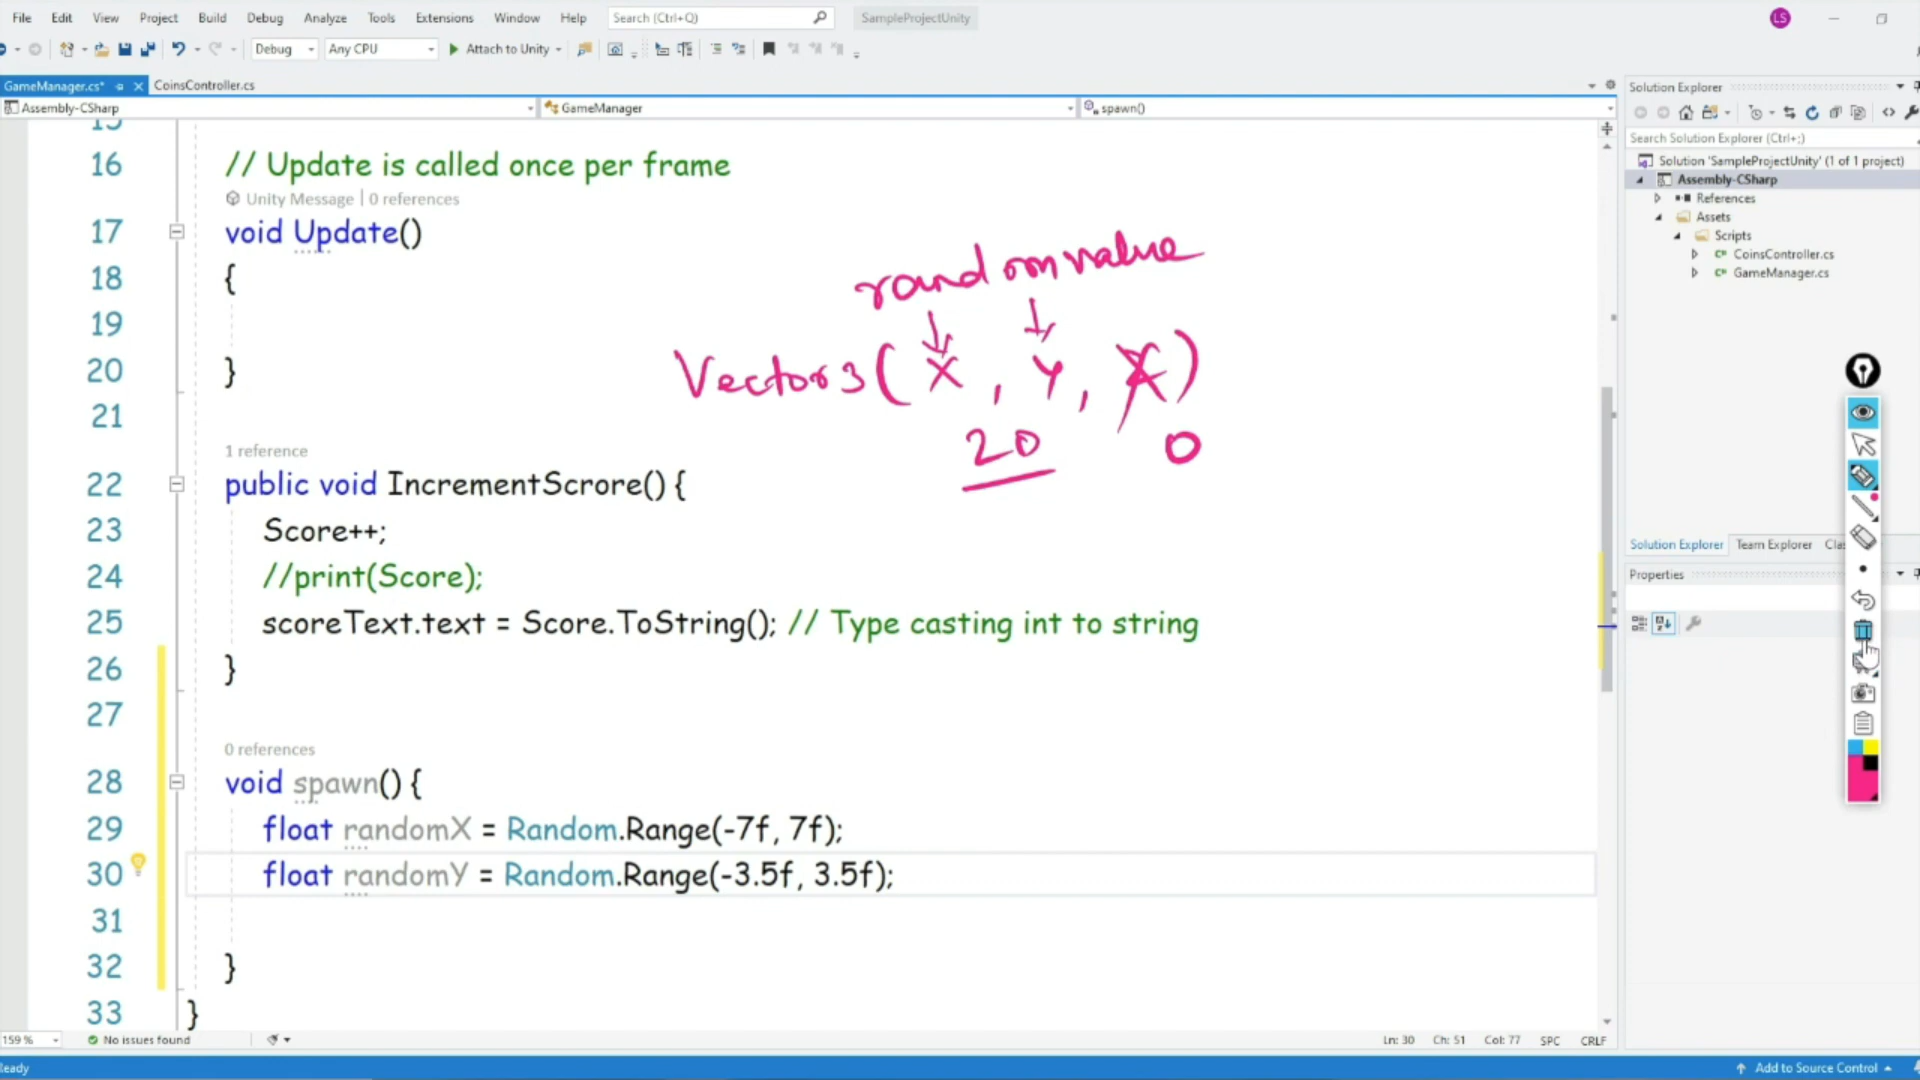 File Edit View Project Build Debug Analyze Tools Extensions Window Help Search (Ctrl+Q) SampleProjectUnity LS
Debug Any CPU Attach to Unity
GameManager.cs* CoinsController.cs
Assembly-CSharp GameManager spawn()
15
16 // Update is called once per frame
Unity Message | 0 references
17 void Update()
18 {
19
20 }
21
1 reference
22 public void IncrementScrore() {
23 Score++;
24 //print(Score);
25 scoreText.text = Score.ToString(); // Type casting int to string
26 }
27
0 references
28 void spawn() {
29 float randomX = Random.Range(-7f, 7f);
30 float randomY = Random.Range(-3.5f, 3.5f);
31
32 }
33 }
random value
Vector3 ( X , Y , Z )
20 0
159 % No issues found Ln: 30 Ch: 51 Col: 77 SPC CRLF
Solution Explorer
Search Solution Explorer (Ctrl+;)
Solution 'SampleProjectUnity' (1 of 1 project)
Assembly-CSharp
References
Assets
Scripts
C# CoinsController.cs
C# GameManager.cs
Solution Explorer Team Explorer Clas
Properties
eady Add to Source Control